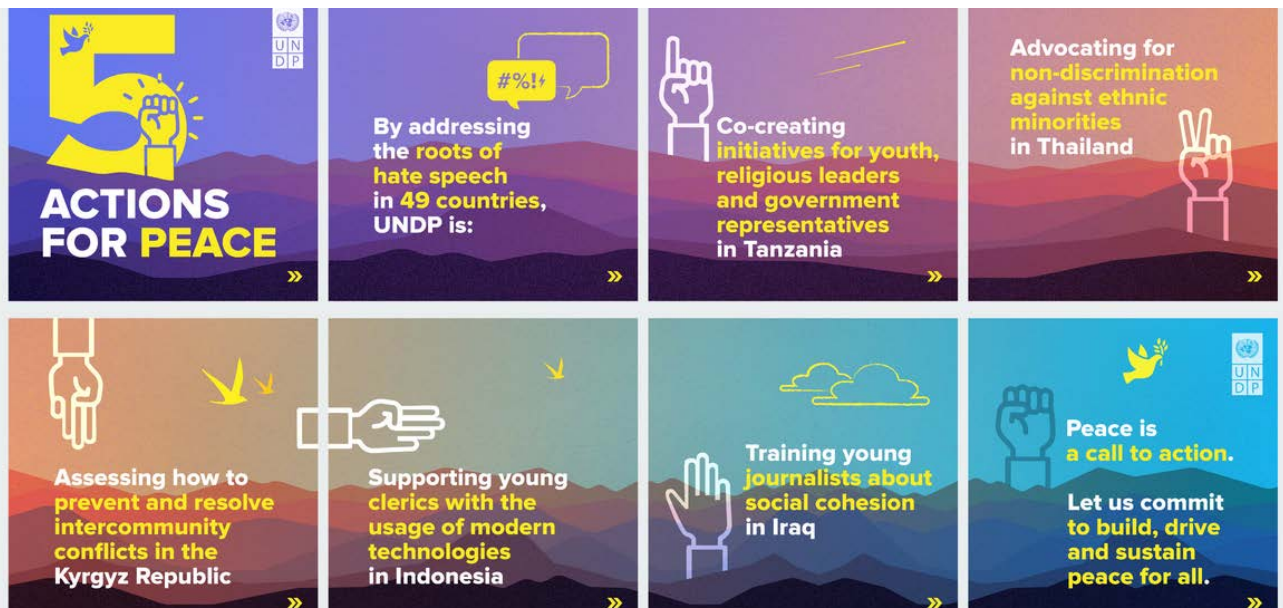 5
UN
DP
ACTIONS
FOR PEACE
»
#%!
By addressing
the roots of
hate speech
in 49 countries,
UNDP is:
»
Co-creating
initiatives for youth,
religious leaders
and government
representatives
in Tanzania
»
Advocating for
non-discrimination
against ethnic
minorities
in Thailand
»
Assessing how to
prevent and resolve
intercommunity
conflicts in the
Kyrgyz Republic
»
Supporting young
clerics with the
usage of modern
technologies
in Indonesia
»
Training young
journalists about
social cohesion
in Iraq
»
UN
DP
Peace is
a call to action.
Let us commit
to build, drive
and sustain
peace for all.
»